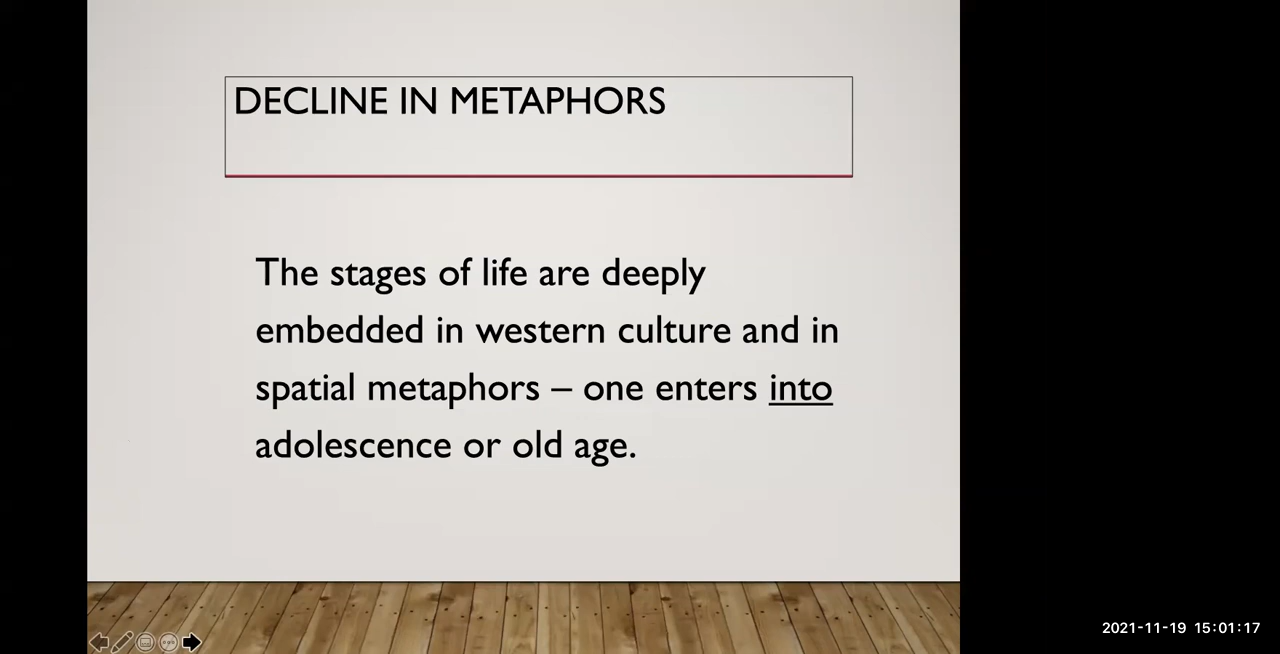 DECLINE IN METAPHORS
The stages of life are deeply
embedded in western culture and in
spatial metaphors – one enters into
adolescence or old age.
2021-11-19 15:01:17